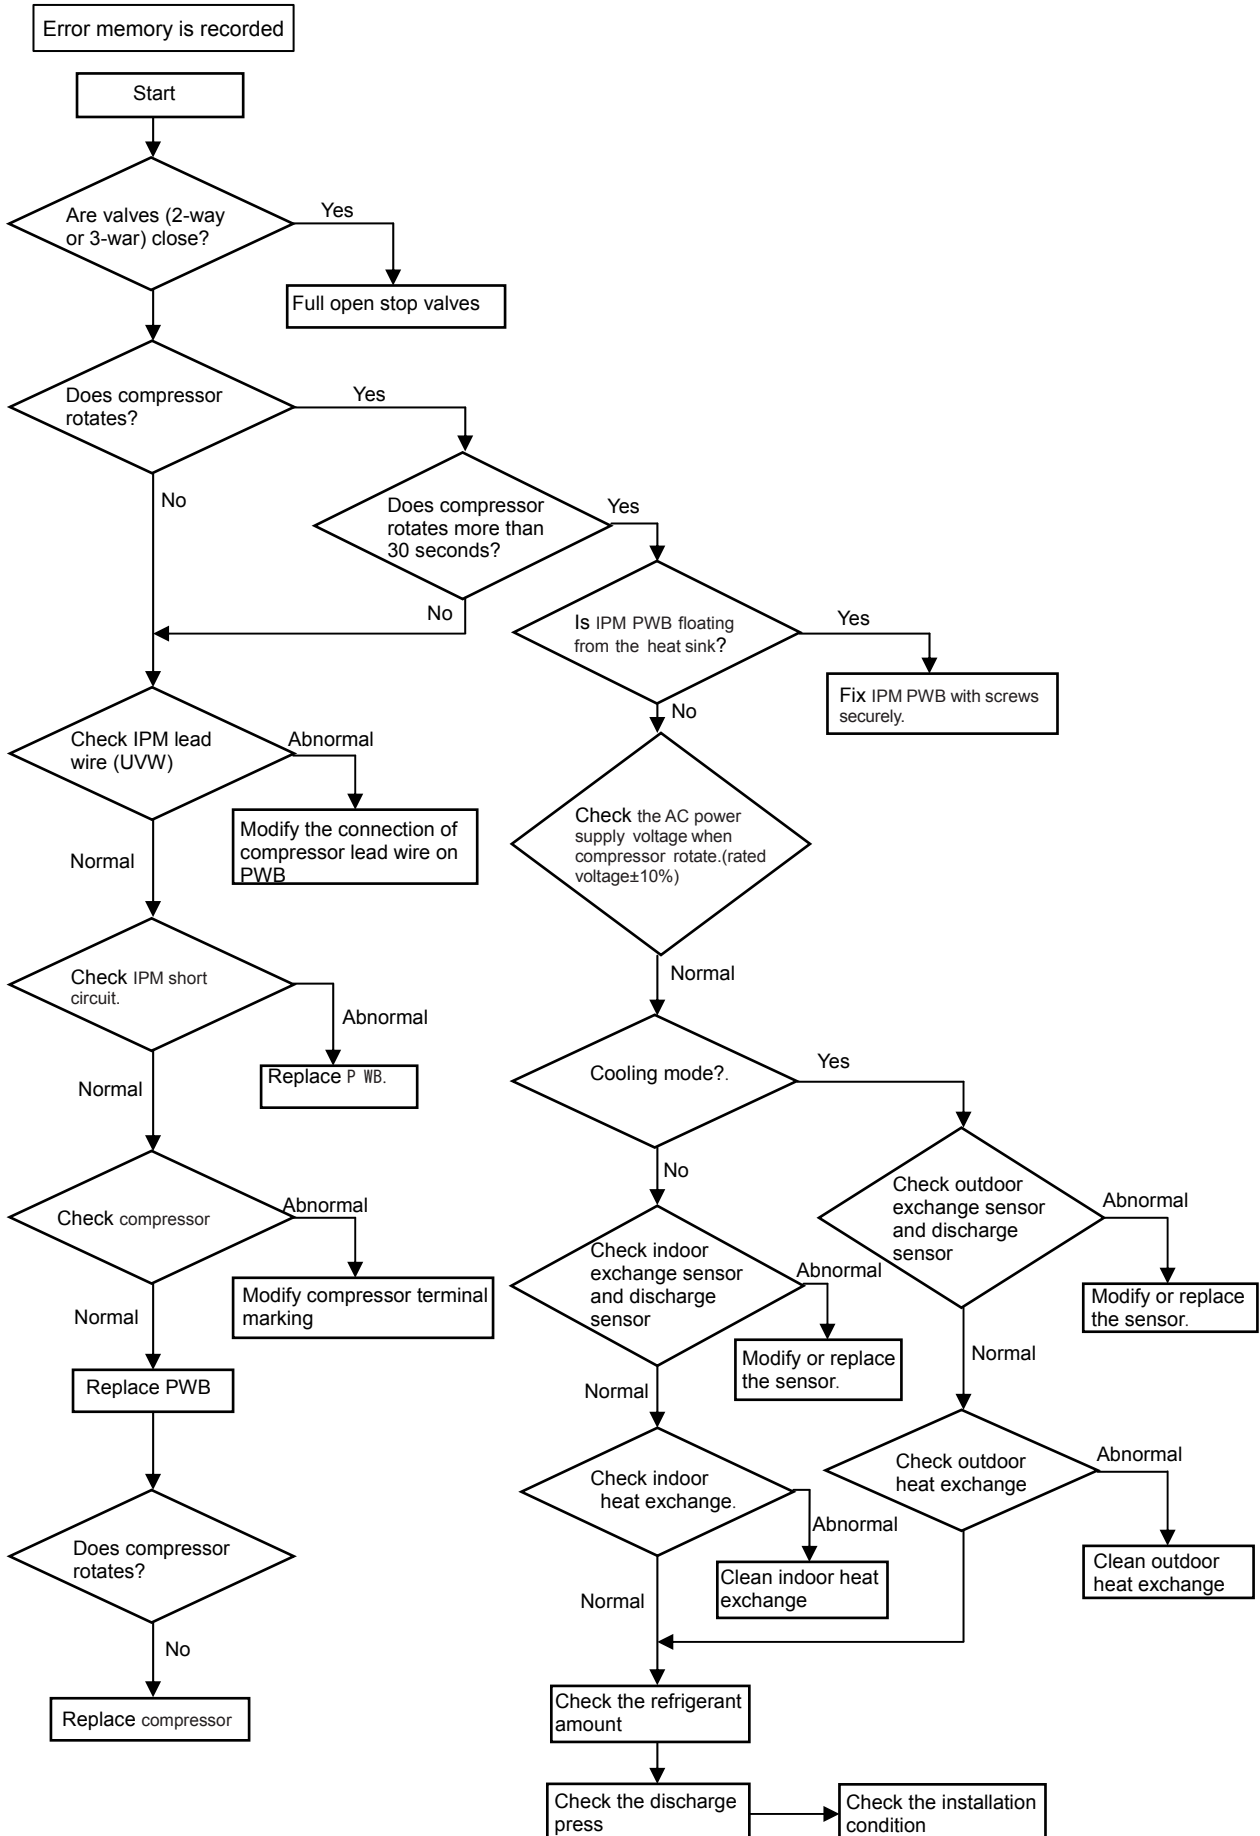 Error memory is recorded
Start
Are valves (2-way
or 3-war) close?
Yes
Full open stop valves
Does compressor
rotates?
Yes
No
Does compressor
rotates more than
30 seconds?
Yes
No
Is IPM PWB floating
from the heat sink?
Yes
Fix IPM PWB with screws
securely.
No
Check IPM lead
wire (UVW)
Abnormal
Modify the connection of
compressor lead wire on
PWB
Normal
Check the AC power
supply voltage when
compressor rotate.(rated
voltage±10%)
Normal
Check IPM short
circuit.
Abnormal
Replace P WB.
Normal
Cooling mode?.
Yes
No
Check compressor
Abnormal
Modify compressor terminal
marking
Normal
Check indoor
exchange sensor
and discharge
sensor
Abnormal
Modify or replace
the sensor.
Normal
Check outdoor
exchange sensor
and discharge
sensor
Abnormal
Modify or replace
the sensor.
Normal
Replace PWB
Does compressor
rotates?
No
Replace compressor
Check indoor
heat exchange.
Abnormal
Clean indoor heat
exchange
Normal
Check outdoor
heat exchange
Abnormal
Clean outdoor
heat exchange
Check the refrigerant
amount
Check the discharge
press
Check the installation
condition